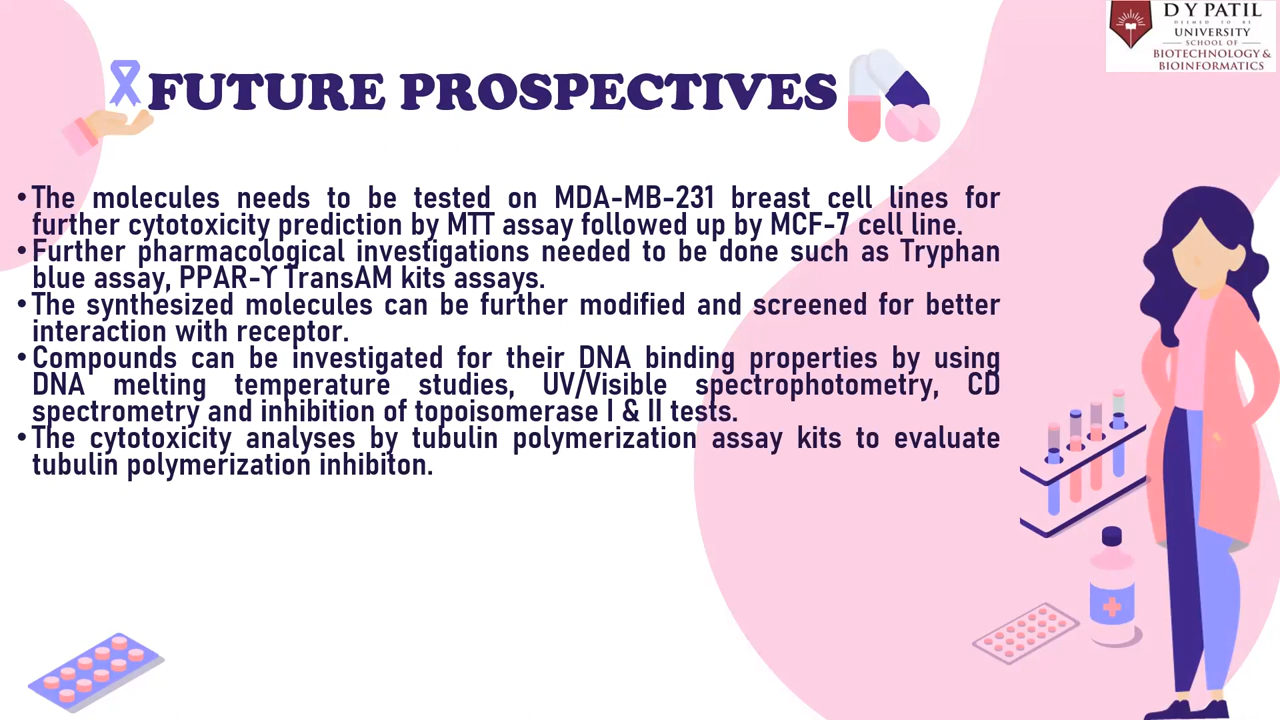 D Y PATIL
DEEMED TO BE
UNIVERSITY
SCHOOL OF
BIOTECHNOLOGY &
BIOINFORMATICS
FUTURE PROSPECTIVES
•The molecules needs to be tested on MDA-MB-231 breast cell lines for
further cytotoxicity prediction by MTT assay followed up by MCF-7 cell line.
•Further pharmacological investigations needed to be done such as Tryphan
blue assay, PPAR-ϒ TransAM kits assays.
•The synthesized molecules can be further modified and screened for better
interaction with receptor.
•Compounds can be investigated for their DNA binding properties by using
DNA melting temperature studies, UV/Visible spectrophotometry, CD
spectrometry and inhibition of topoisomerase I & II tests.
•The cytotoxicity analyses by tubulin polymerization assay kits to evaluate
tubulin polymerization inhibiton.